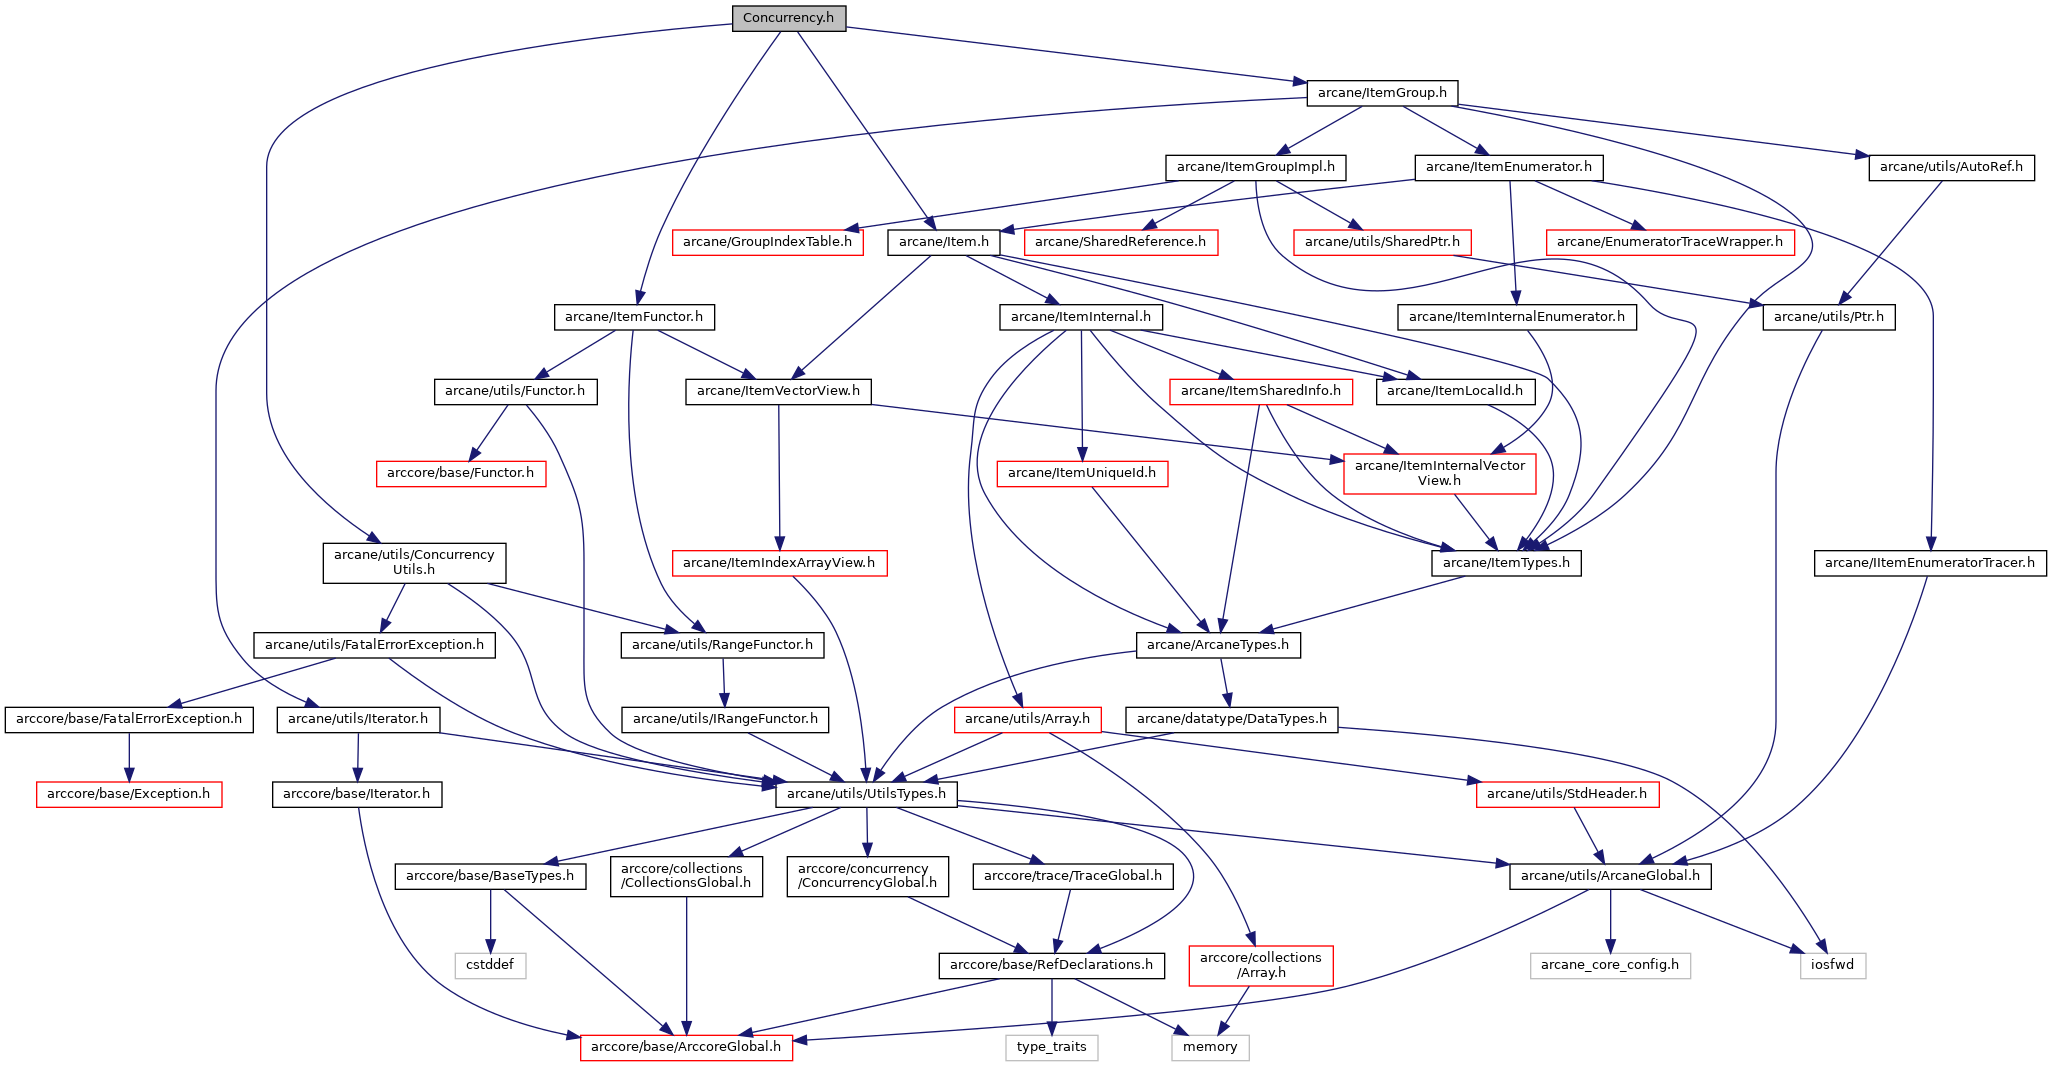 Concurrency.h
arcane/ItemGroup.h
arcane/ItemGroupImpl.h
arcane/ItemEnumerator.h
arcane/utils/AutoRef.h
arcane/GroupIndexTable.h
arcane/Item.h
arcane/SharedReference.h
arcane/utils/SharedPtr.h
arcane/EnumeratorTraceWrapper.h
arcane/ItemFunctor.h
arcane/ItemInternal.h
arcane/ItemInternalEnumerator.h
arcane/utils/Ptr.h
arcane/utils/Functor.h
arcane/ItemVectorView.h
arcane/ItemSharedInfo.h
arcane/ItemLocalId.h
arccore/base/Functor.h
arcane/ItemUniqueId.h
arcane/ItemInternalVector
View.h
arcane/utils/Concurrency
Utils.h
arcane/ItemIndexArrayView.h
arcane/ItemTypes.h
arcane/IItemEnumeratorTracer.h
arcane/utils/FatalErrorException.h
arcane/utils/RangeFunctor.h
arcane/ArcaneTypes.h
arccore/base/FatalErrorException.h
arcane/utils/Iterator.h
arcane/utils/IRangeFunctor.h
arcane/utils/Array.h
arcane/datatype/DataTypes.h
arccore/base/Exception.h
arccore/base/Iterator.h
arcane/utils/UtilsTypes.h
arcane/utils/StdHeader.h
arccore/base/BaseTypes.h
arccore/collections
/CollectionsGlobal.h
arccore/concurrency
/ConcurrencyGlobal.h
arccore/trace/TraceGlobal.h
arcane/utils/ArcaneGlobal.h
cstddef
arccore/base/RefDeclarations.h
arccore/collections
/Array.h
arcane_core_config.h
iosfwd
arccore/base/ArccoreGlobal.h
type_traits
memory